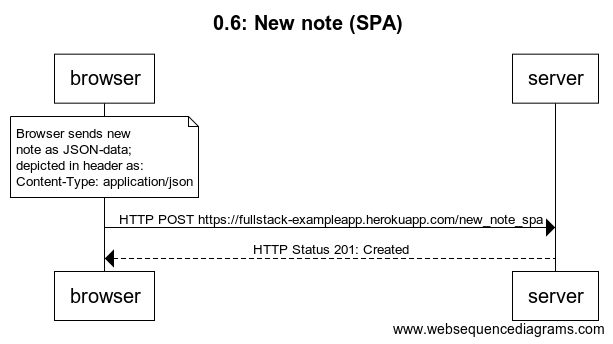 0.6: New note (SPA)
browser
server
Browser sends new
note as JSON-data;
depicted in header as:
Content-Type: application/json
HTTP POST https://fullstack-exampleapp.herokuapp.com/new_note_spa
HTTP Status 201: Created
browser
server
www.websequencediagrams.com